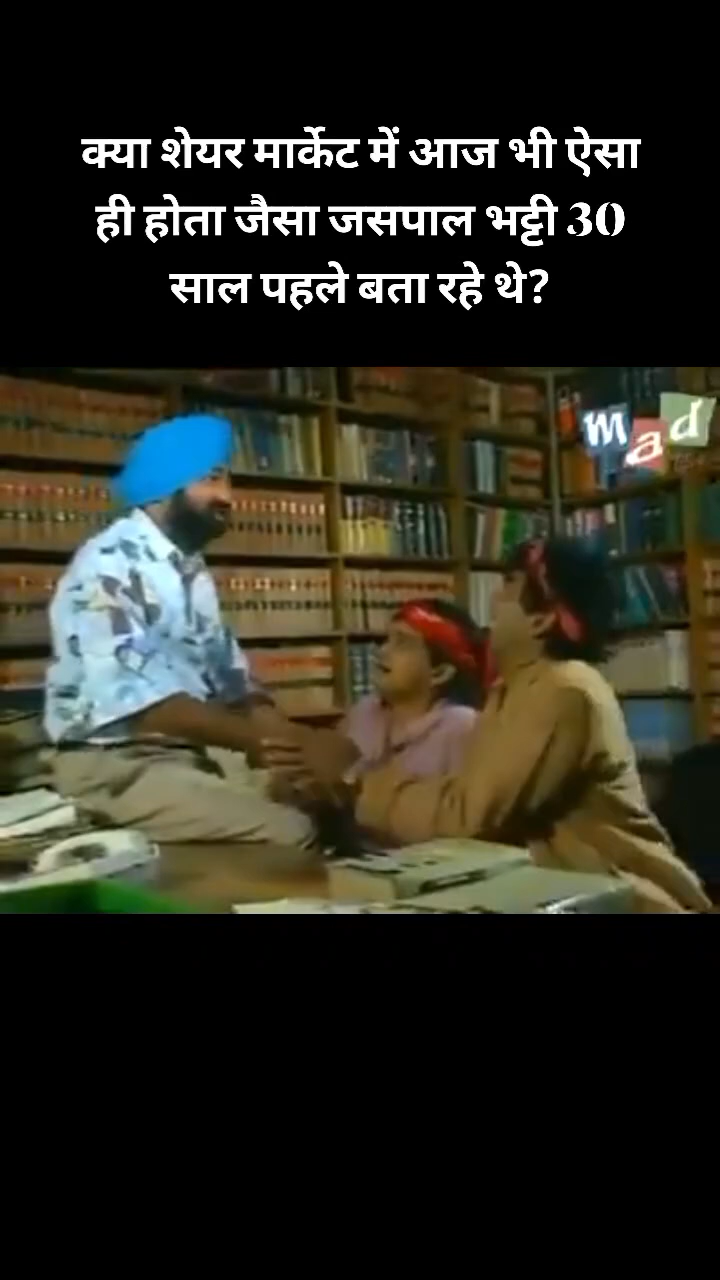 क्या शेयर मार्केट में आज भी ऐसा
ही होता जैसा जसपाल भट्टी 30
साल पहले बता रहे थे?
mad